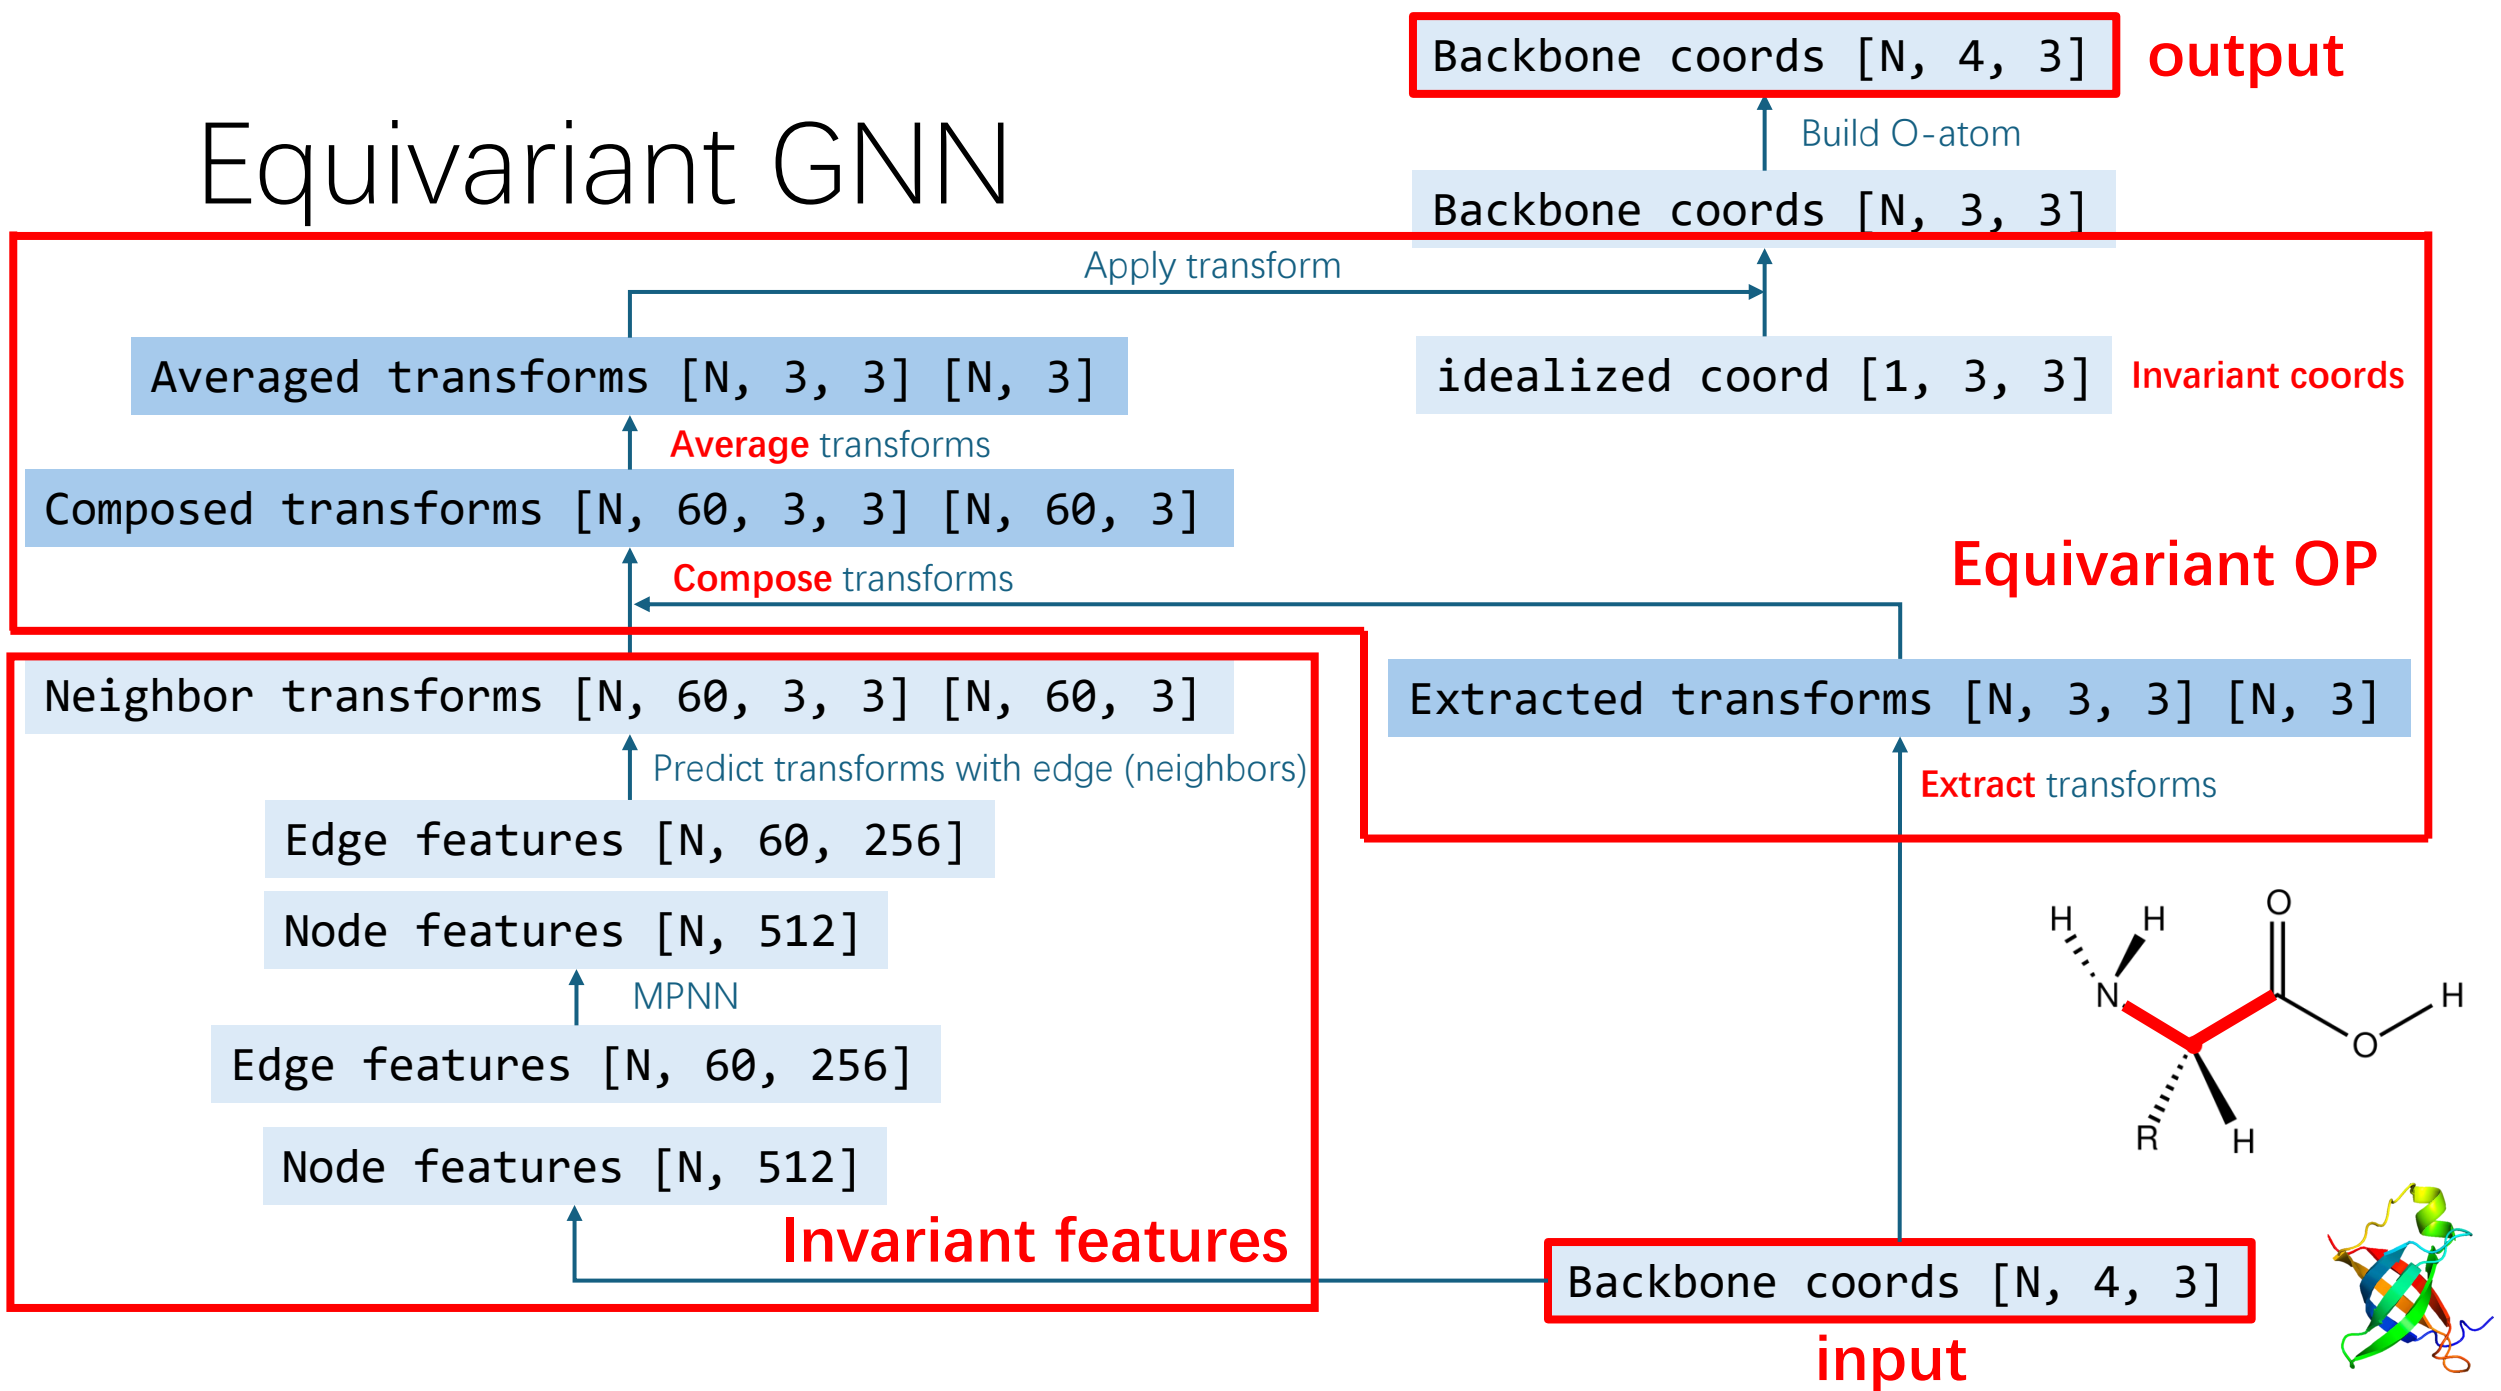 Backbone coords [N, 4, 3]
output
Equivariant GNN
Build O-atom
Backbone coords [N, 3, 3]
Apply transform
Averaged transforms [N, 3, 3] [N, 3]
idealized coord [1, 3, 3]
Invariant coords
Average transforms
Composed transforms [N, 60, 3, 3] [N, 60, 3]
Compose transforms
Equivariant OP
Neighbor transforms [N, 60, 3, 3] [N, 60, 3]
Extracted transforms [N, 3, 3] [N, 3]
Predict transforms with edge (neighbors)
Extract transforms
Edge features [N, 60, 256]
Node features [N, 512]
MPNN
Edge features [N, 60, 256]
Node features [N, 512]
Invariant features
H
H
O
N
H
O
R
H
Backbone coords [N, 4, 3]
input